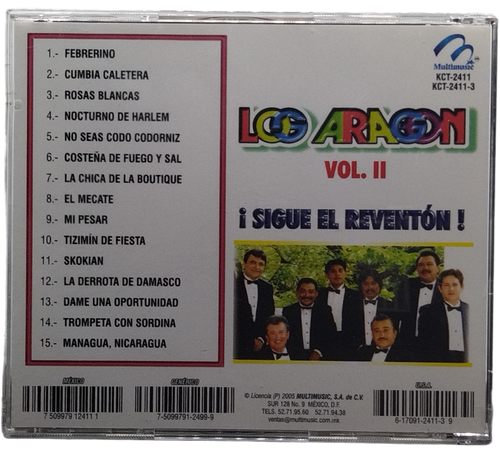 1.- FEBRERINO
2.- CUMBIA CALETERA
3.- ROSAS BLANCAS
4.- NOCTURNO DE HARLEM
5.- NO SEAS CODO CODORNIZ
6.- COSTEÑA DE FUEGO Y SAL
7.- LA CHICA DE LA BOUTIQUE
8.- EL MECATE
9.- MI PESAR
10.- TIZIMÍN DE FIESTA
11.- SKOKIAN
12.- LA DERROTA DE DAMASCO
13.- DAME UNA OPORTUNIDAD
14.- TROMPETA CON SORDINA
15.- MANAGUA, NICARAGUA
Multimusic
KCT-2411
KCT-2411-3
LOS ARAGON
VOL. II
¡ SIGUE EL REVENTÓN !
MÉXICO
7 509979 12411 1
GENÉRICO
7-5099791-2499-9
© Licencia (P) 2005 MULTIMUSIC, S.A. de C.V.
SUR 128 No. 9 MÉXICO, D.F.
TELS. 52.71.95.60 52.71.94.38
ventas@multimusic.com.mx
U.S.A.
6-17091-2411-3 9